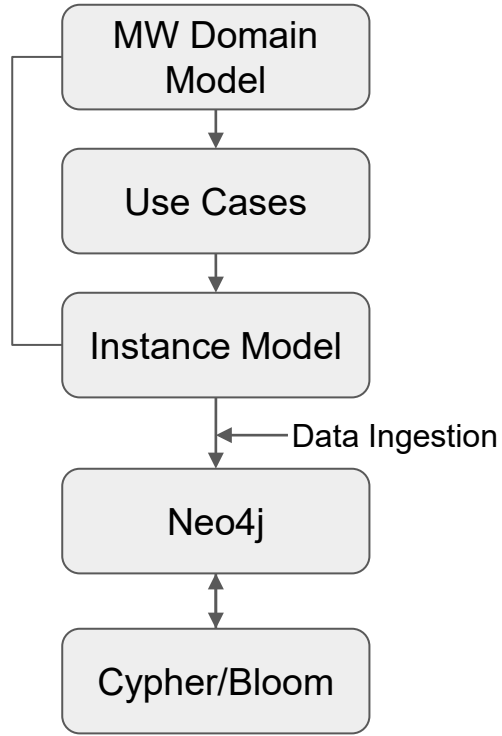 MW Domain
Model
Use Cases
Instance Model
Data Ingestion
Neo4j
Cypher/Bloom